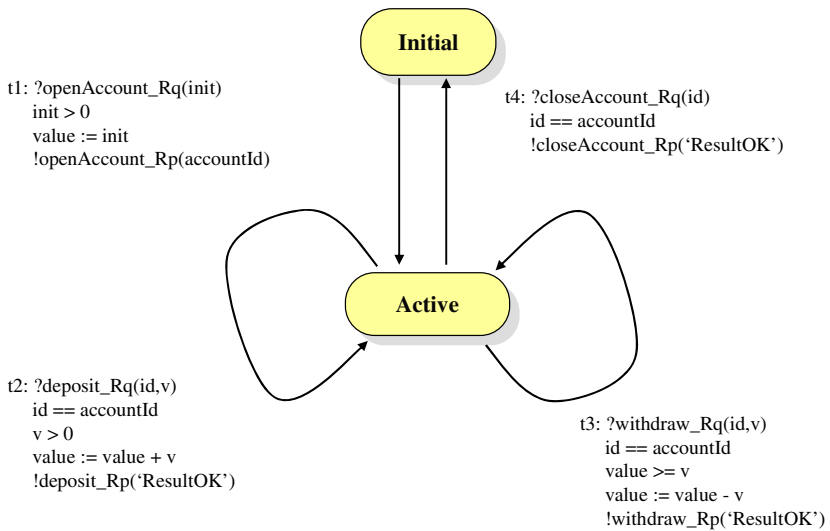 Initial
t1: ?openAccount_Rq(init)
init > 0
value := init
!openAccount_Rp(accountId)
t4: ?closeAccount_Rq(id)
id == accountId
!closeAccount_Rp(‘ResultOK’)
Active
t2: ?deposit_Rq(id,v)
id == accountId
v > 0
value := value + v
!deposit_Rp(‘ResultOK’)
t3: ?withdraw_Rq(id,v)
id == accountId
value >= v
value := value - v
!withdraw_Rp(‘ResultOK’)